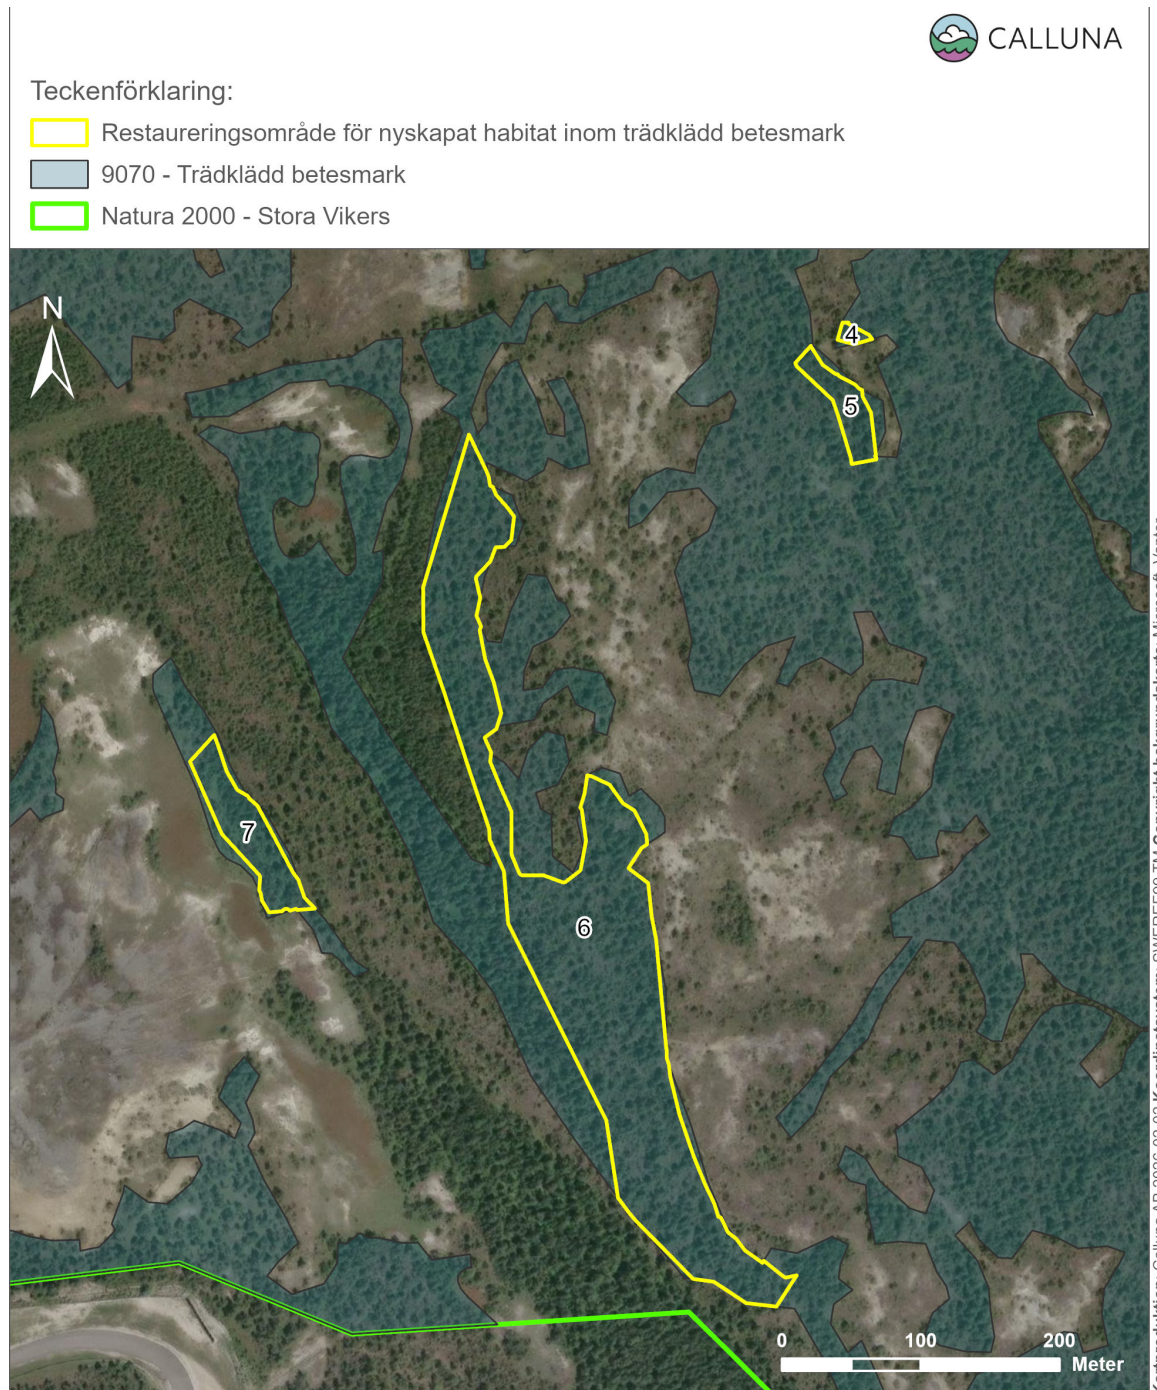 CALLUNA
Teckenförklaring:
Restaureringsområde för nyskapat habitat inom trädklädd betesmark
9070 - Trädklädd betesmark
Natura 2000 - Stora Vikers
N
4
5
6
7
0 100 200
Meter